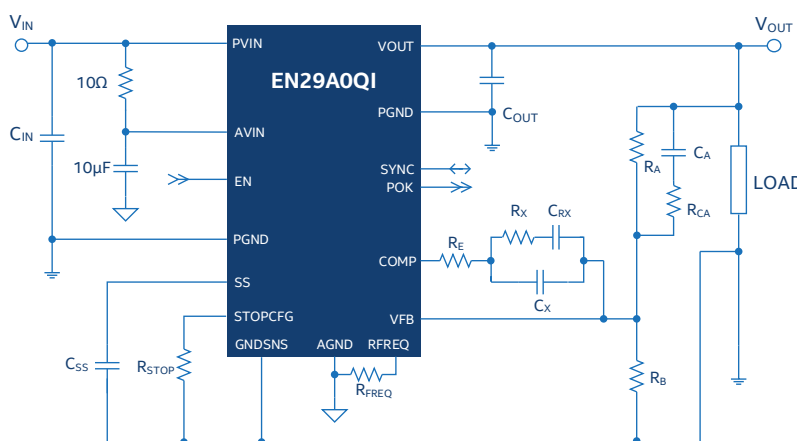 VIN
VOUT
PVIN
VOUT
EN29A0QI
10Ω
PGND
COUT
CIN
AVIN
10µF
SYNC
EN
POK
RA
CA
LOAD
RCA
PGND
RX
CRX
RE
COMP
SS
CX
STOPCFG
VFB
GNDSNS
AGND
RFREQ
CSS
RSTOP
RFREQ
RB